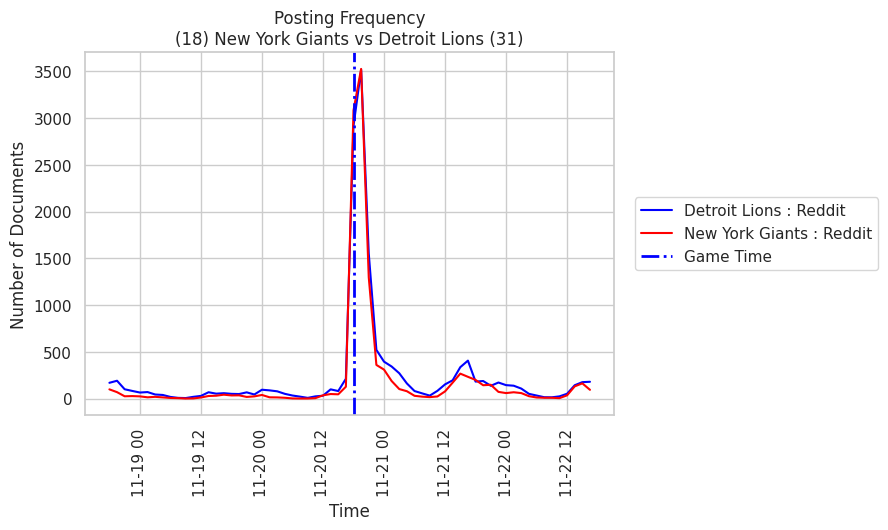 Posting Frequency
(18) New York Giants vs Detroit Lions (31)
Number of Documents
3500
3000
2500
2000
1500
1000
500
0
11-19 00
11-19 12
11-20 00
11-20 12
11-21 00
11-21 12
11-22 00
11-22 12
Time
Detroit Lions : Reddit
New York Giants : Reddit
Game Time